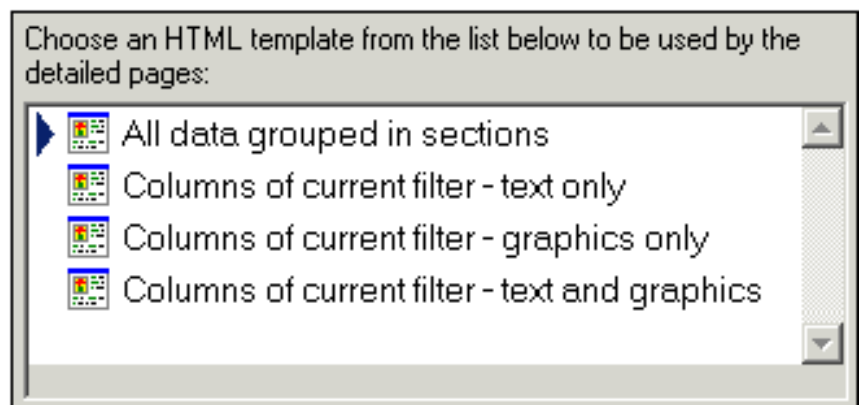 Choose an HTML template from the list below to be used by the
detailed pages:
All data grouped in sections
Columns of current filter - text only
Columns of current filter - graphics only
Columns of current filter - text and graphics